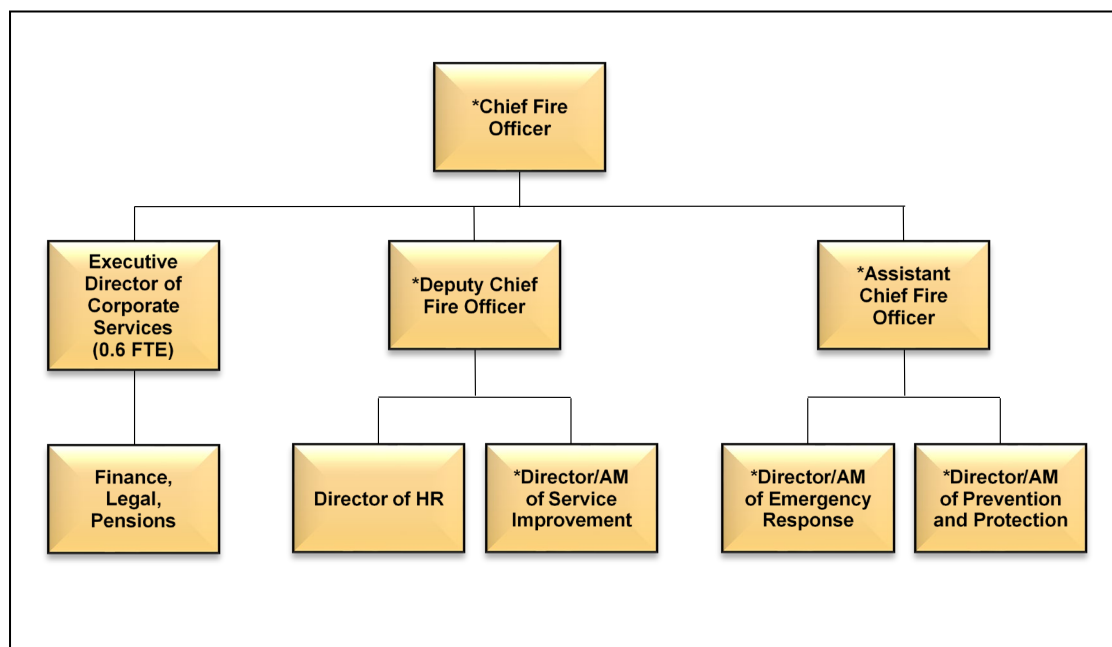 *Chief Fire
Officer
Executive
Director of
Corporate
Services
(0.6 FTE)
*Deputy Chief
Fire Officer
*Assistant
Chief Fire
Officer
Finance,
Legal,
Pensions
Director of HR
*Director/AM
of Service
Improvement
*Director/AM
of Emergency
Response
*Director/AM
of Prevention
and Protection